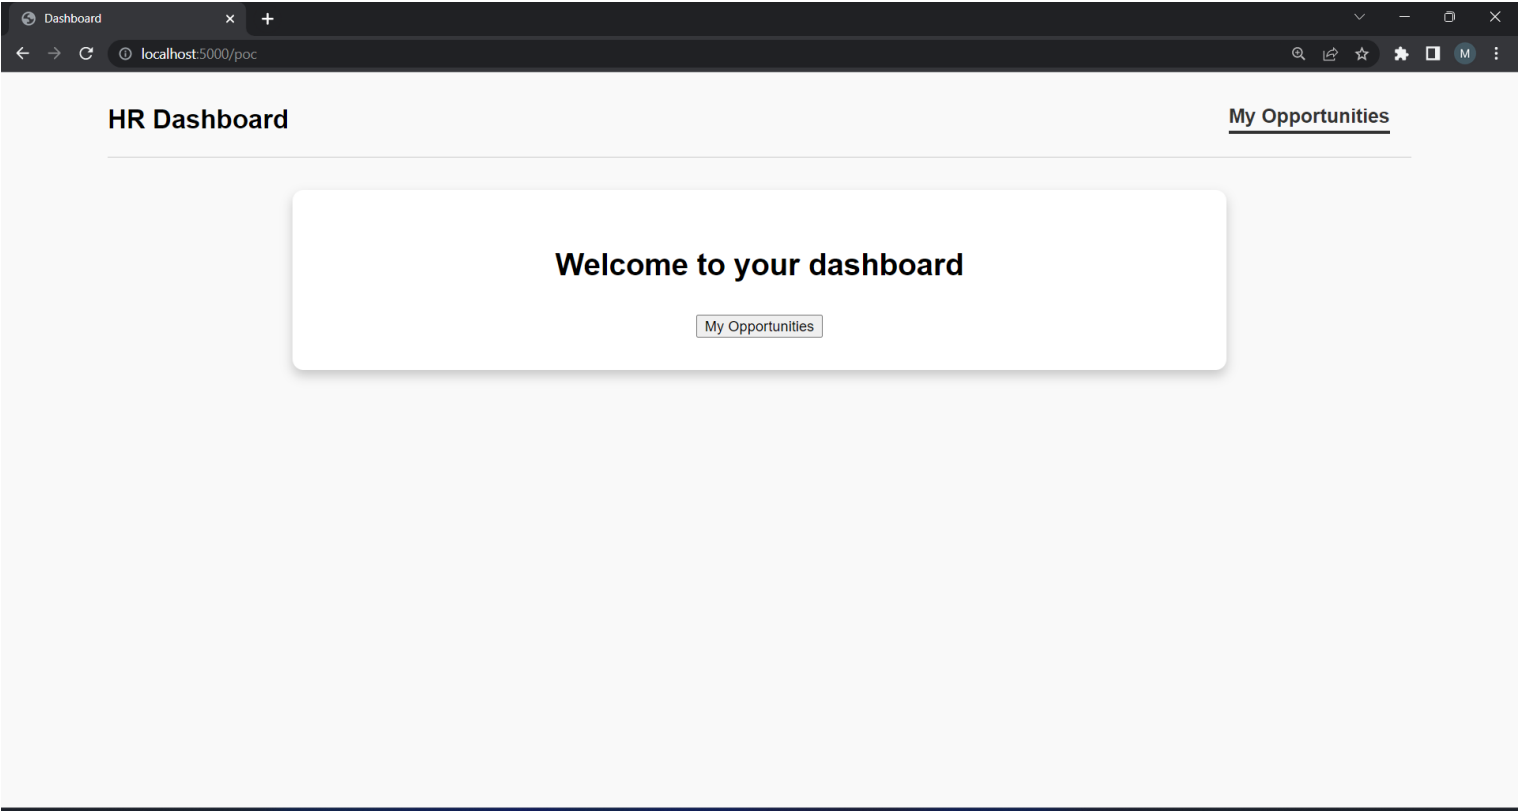 Dashboard
localhost:5000/poc
M
HR Dashboard
My Opportunities
Welcome to your dashboard
My Opportunities